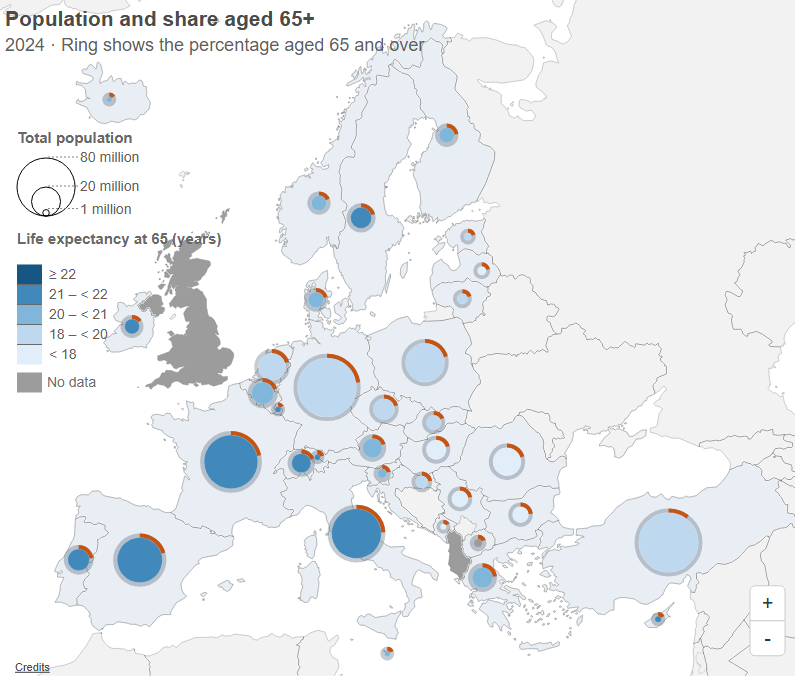 Population and share aged 65+
2024 · Ring shows the percentage aged 65 and over
Total population
80 million
20 million
1 million
Life expectancy at 65 (years)
≥ 22
21 – < 22
20 – < 21
18 – < 20
< 18
No data
+
-
Credits